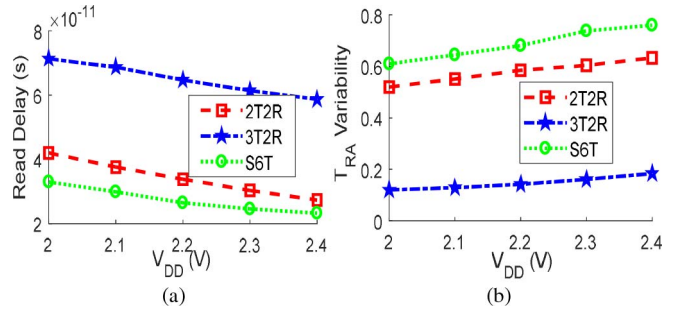 8 ×10⁻¹¹
6
4
2
Read Delay (s)
2T2R
3T2R
S6T
2 2.1 2.2 2.3 2.4
V_DD (V)
(a)
0.8
0.6
0.4
0.2
0
T_RA Variability
2T2R
3T2R
S6T
2 2.1 2.2 2.3 2.4
V_DD (V)
(b)